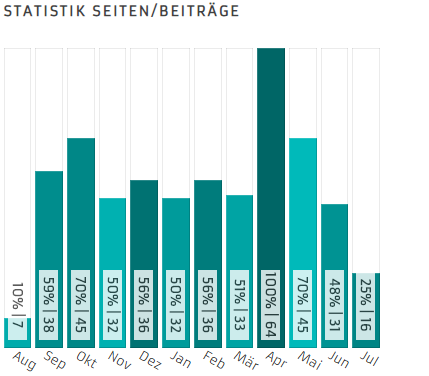 STATISTIK SEITEN/BEITRÄGE
10% | 7
59% | 38
70% | 45
50% | 32
56% | 36
50% | 32
56% | 36
51% | 33
100% | 64
70% | 45
48% | 31
25% | 16
Aug
Sep
Okt
Nov
Dez
Jan
Feb
Mär
Apr
Mai
Jun
Jul